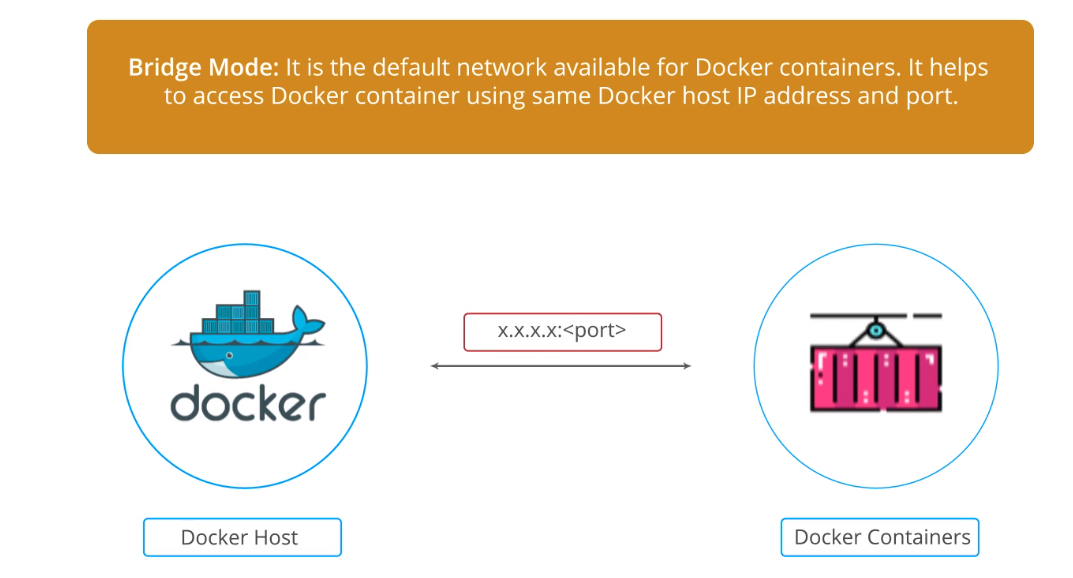 Bridge Mode: It is the default network available for Docker containers. It helps
to access Docker container using same Docker host IP address and port.
x.x.x.x:<port>
docker
Docker Host
Docker Containers